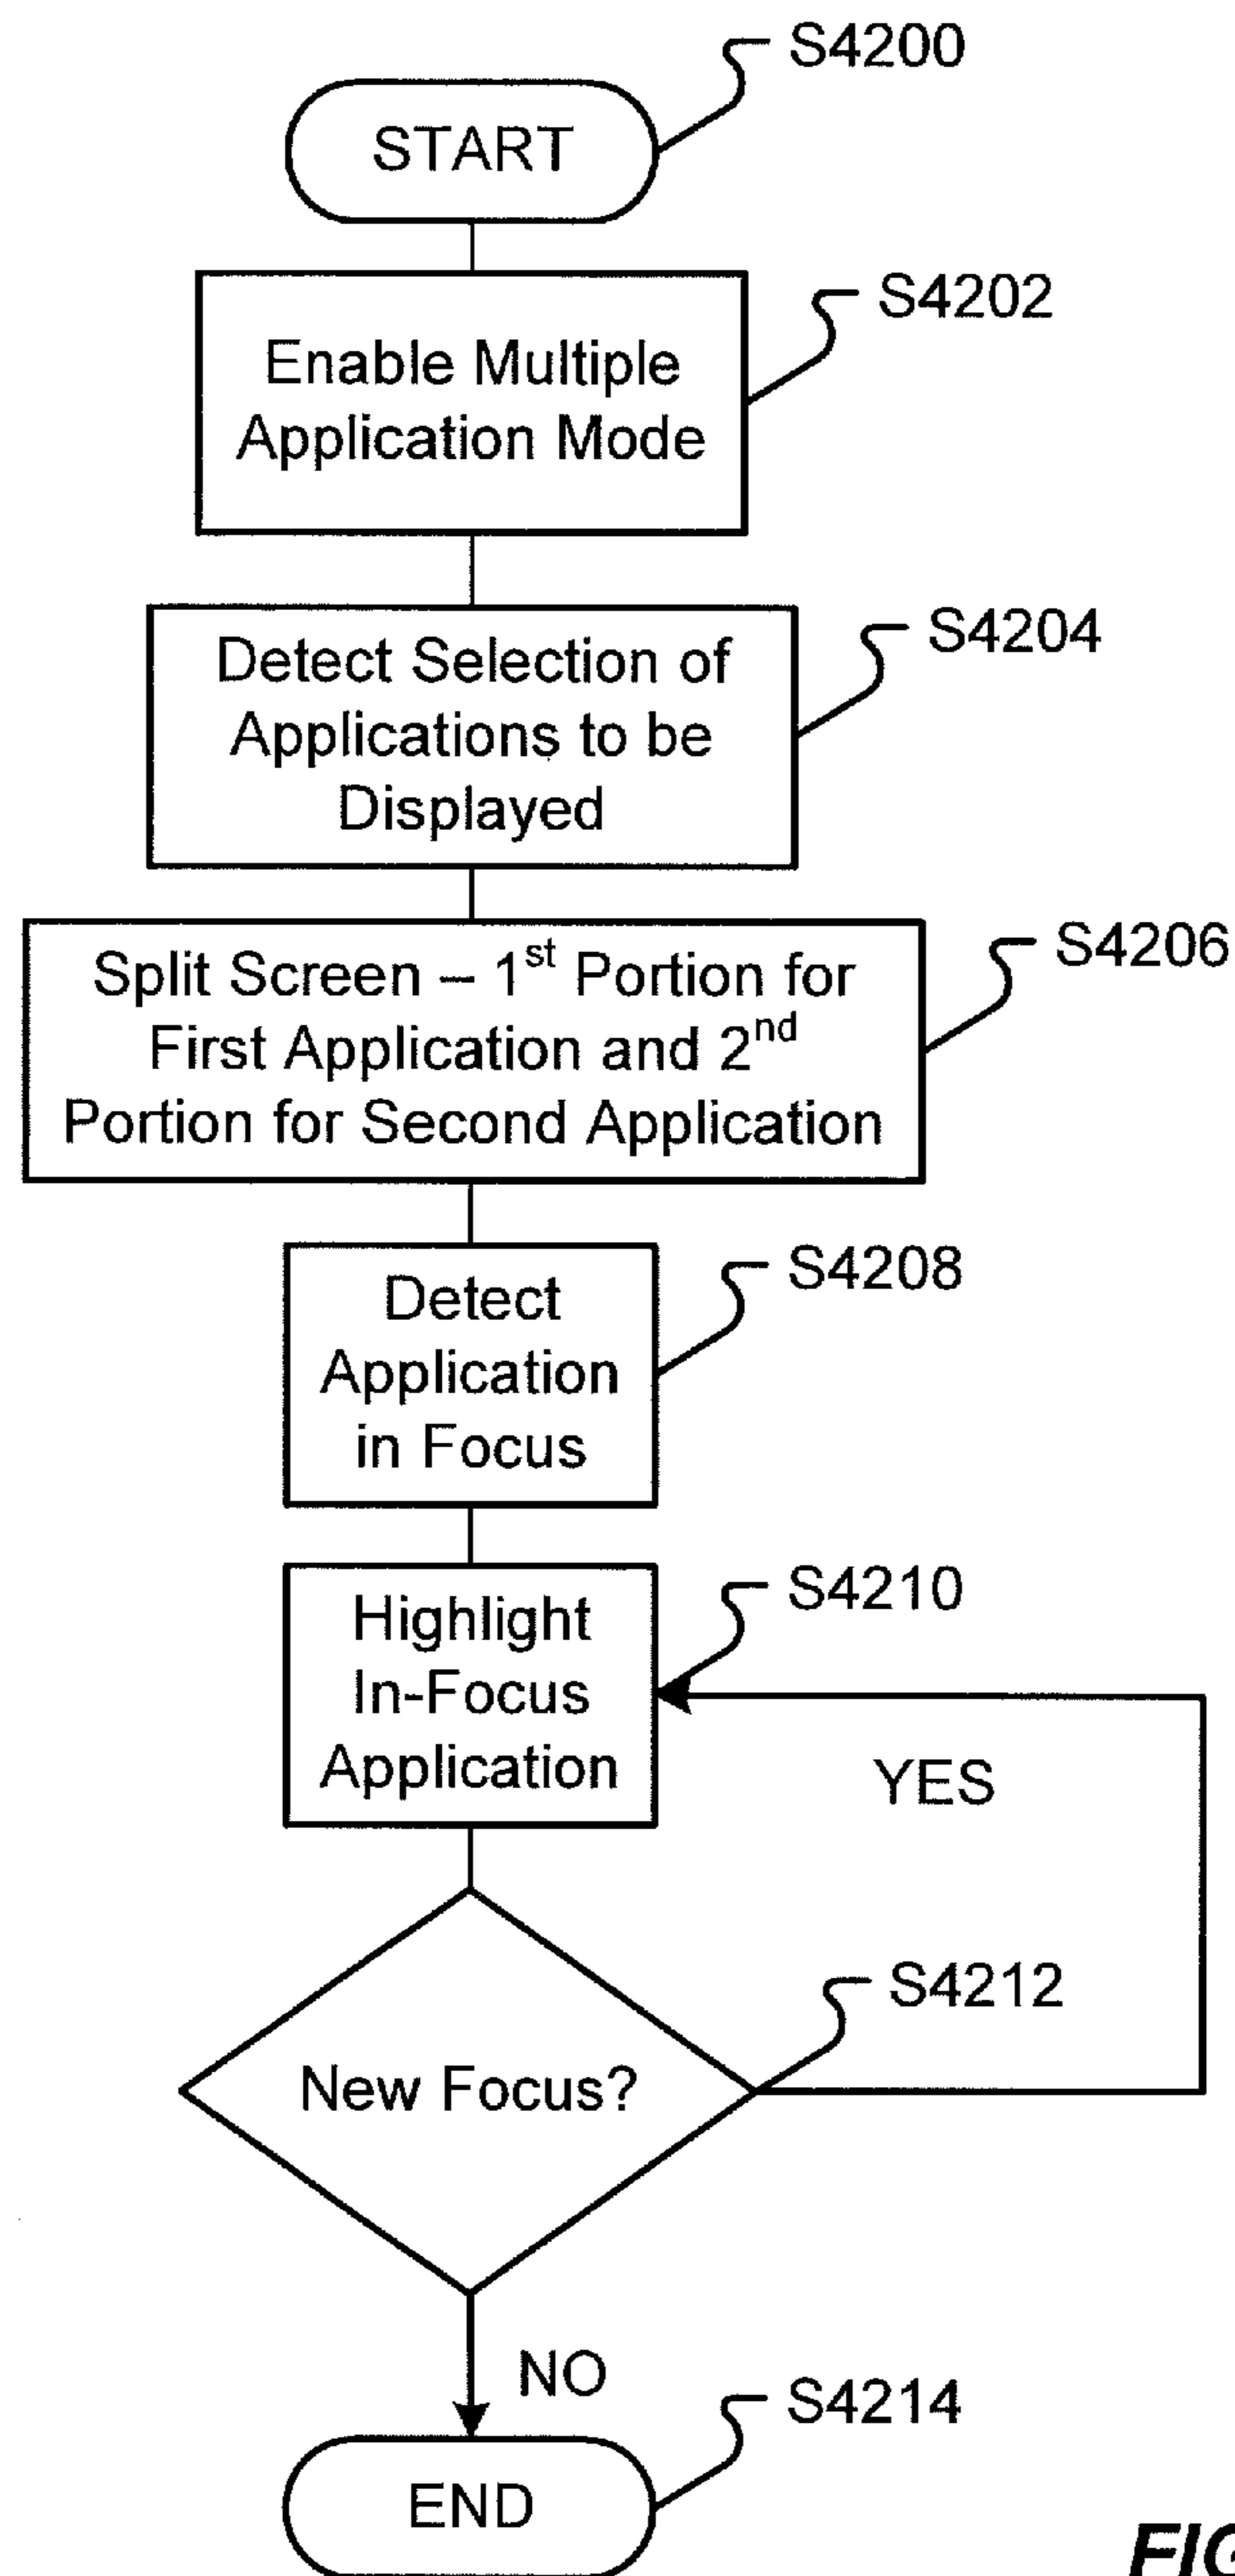 S4200
START
S4202
Enable Multiple
Application Mode
S4204
Detect Selection of
Applications to be
Displayed
S4206
Split Screen – 1st Portion for
First Application and 2nd
Portion for Second Application
S4208
Detect
Application
in Focus
S4210
Highlight
In-Focus
Application
YES
S4212
New Focus?
NO
S4214
END
FIG